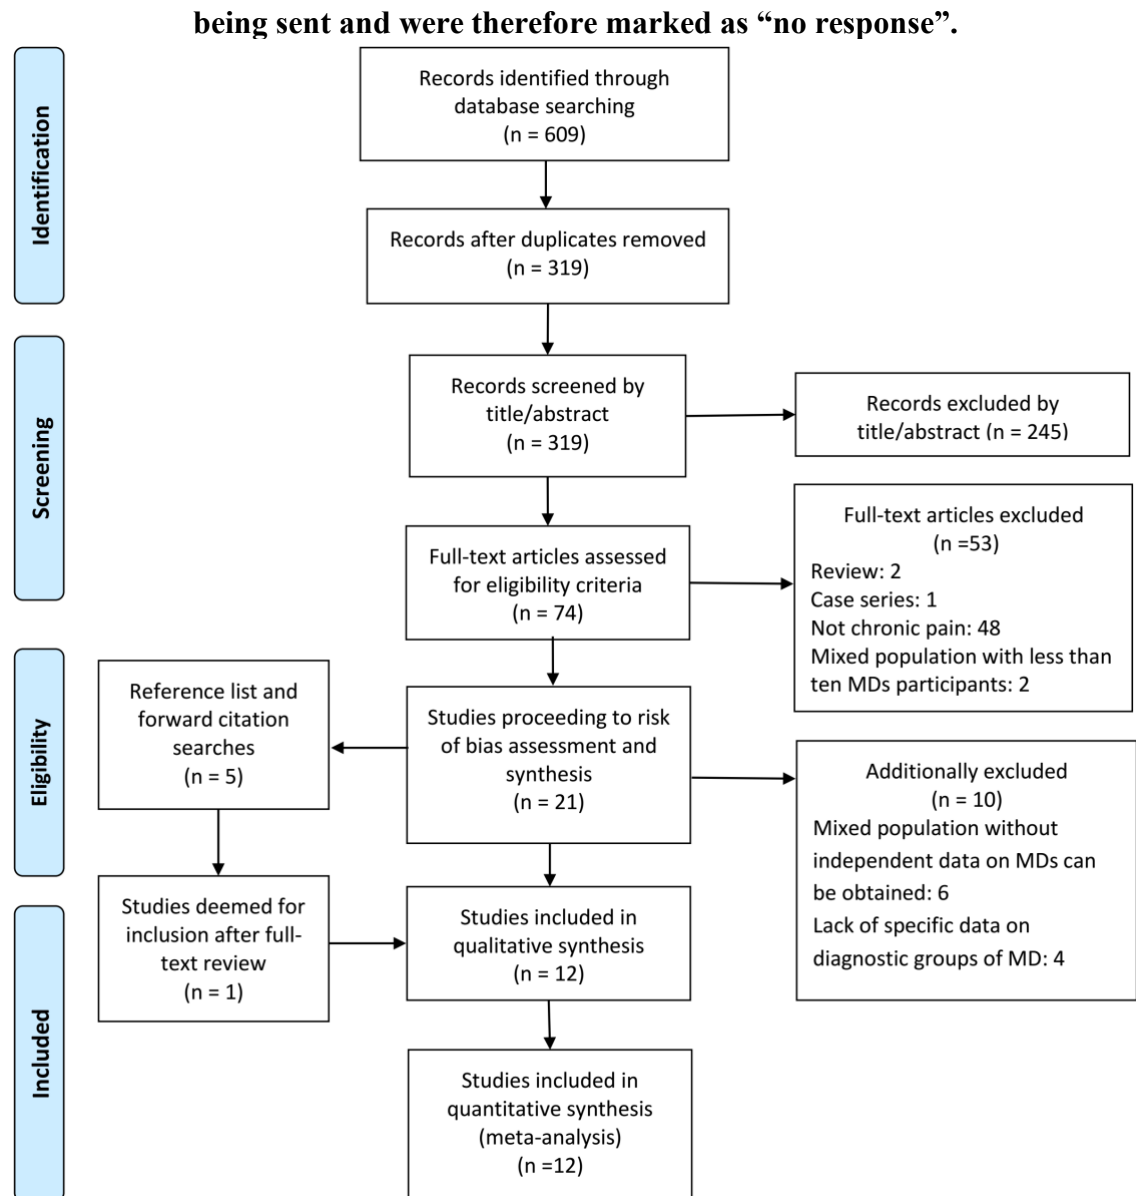 being sent and were therefore marked as “no response”.
Identification
Records identified through
database searching
(n = 609)
Records after duplicates removed
(n = 319)
Screening
Records screened by
title/abstract
(n = 319)
Records excluded by
title/abstract (n = 245)
Full-text articles assessed
for eligibility criteria
(n = 74)
Full-text articles excluded
(n =53)
Review: 2
Case series: 1
Not chronic pain: 48
Mixed population with less than
ten MDs participants: 2
Eligibility
Reference list and
forward citation
searches
(n = 5)
Studies proceeding to risk
of bias assessment and
synthesis
(n = 21)
Additionally excluded
(n = 10)
Mixed population without
independent data on MDs can
be obtained: 6
Lack of specific data on
diagnostic groups of MD: 4
Studies deemed for
inclusion after full-
text review
(n = 1)
Studies included in
qualitative synthesis
(n = 12)
Included
Studies included in
quantitative synthesis
(meta-analysis)
(n =12)